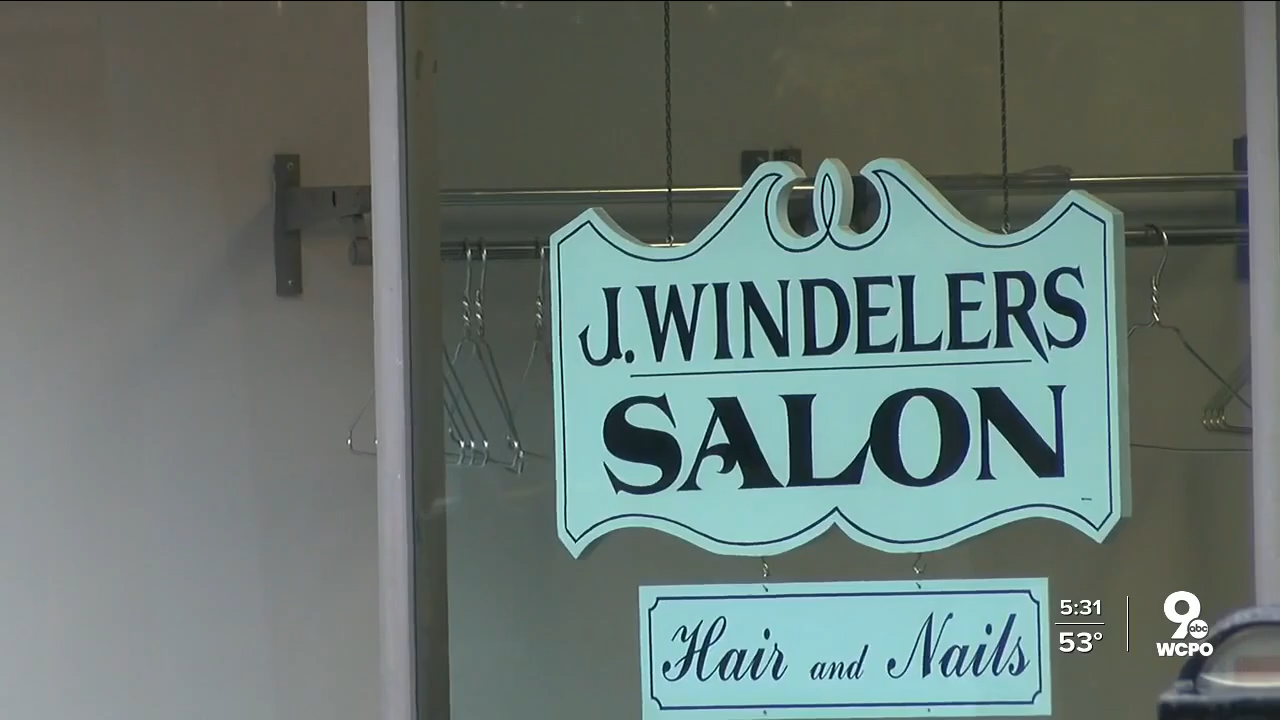 J. WINDELERS
SALON
Hair and Nails
5:31
53°
9
abc
WCPO